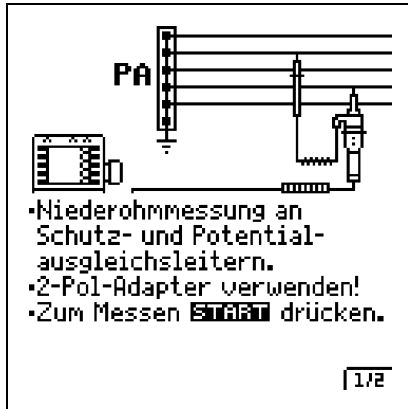 PA
•Niederohmmessung an
Schutz- und Potential-
ausgleichsleitern.
•2-Pol-Adapter verwenden!
•Zum Messen START drücken.
1/2